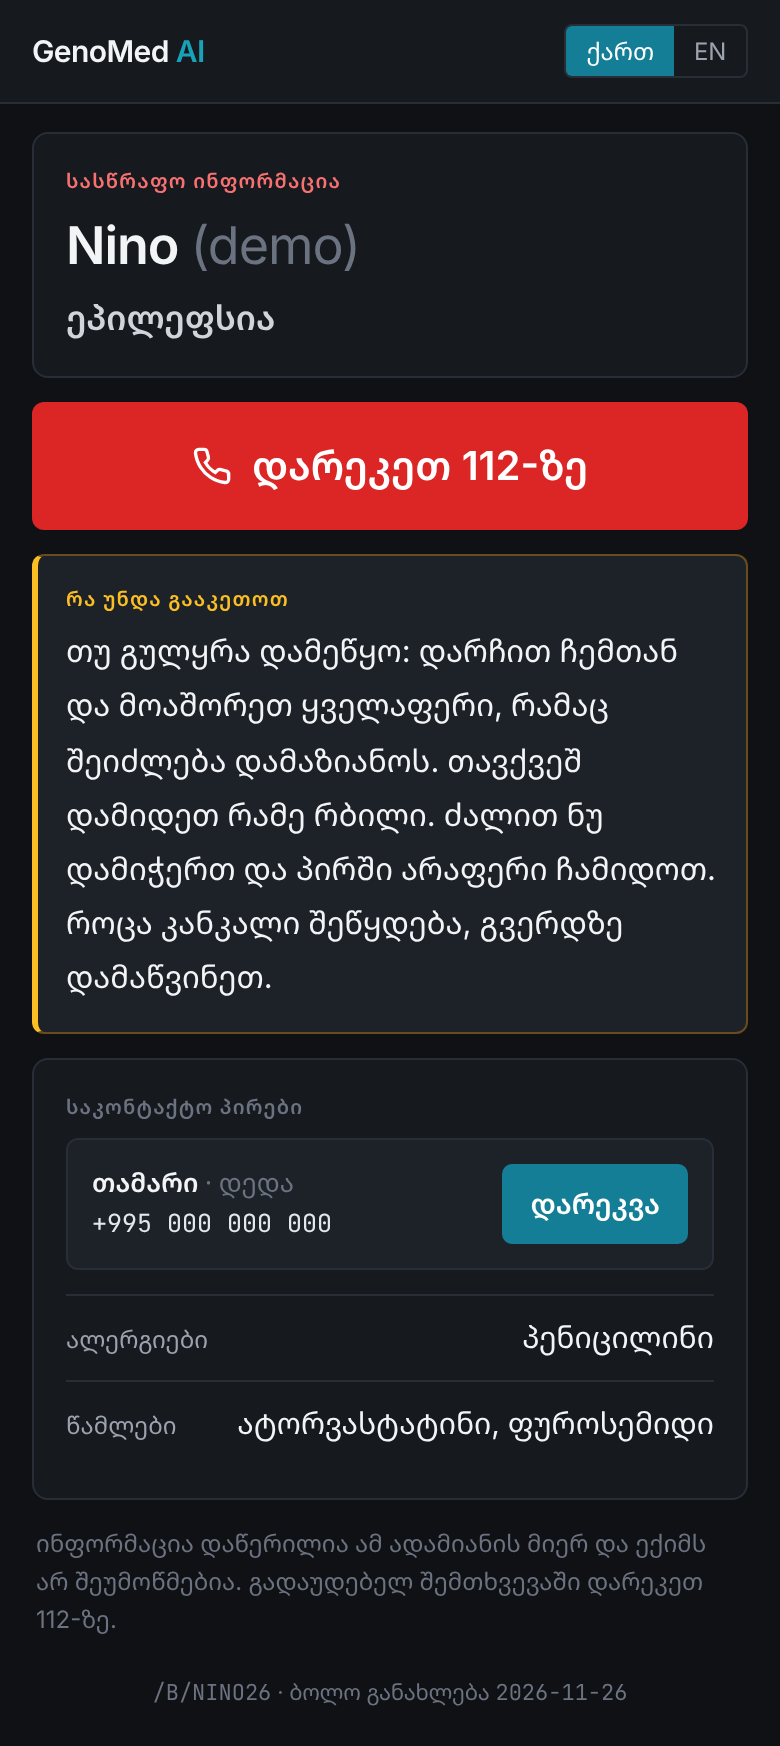 GenoMed AI
ქართ
EN
სასწრაფო ინფორმაცია
Nino (demo)
ეპილეფსია
დარეკეთ 112-ზე
რა უნდა გააკეთოთ
თუ გულყრა დამეწყო: დარჩით ჩემთან
და მოაშორეთ ყველაფერი, რამაც
შეიძლება დამაზიანოს. თავქვეშ
დამიდეთ რამე რბილი. ძალით ნუ
დამიჭერთ და პირში არაფერი ჩამიდოთ.
როცა კანკალი შეწყდება, გვერდზე
დამაწვინეთ.
საკონტაქტო პირები
თამარი · დედა
+995 000 000 000
დარეკვა
ალერგიები
პენიცილინი
წამლები
ატორვასტატინი, ფუროსემიდი
ინფორმაცია დაწერილია ამ ადამიანის მიერ და ექიმს
არ შეუმოწმებია. გადაუდებელ შემთხვევაში დარეკეთ
112-ზე.
/B/NINO26 · ბოლო განახლება 2026-11-26